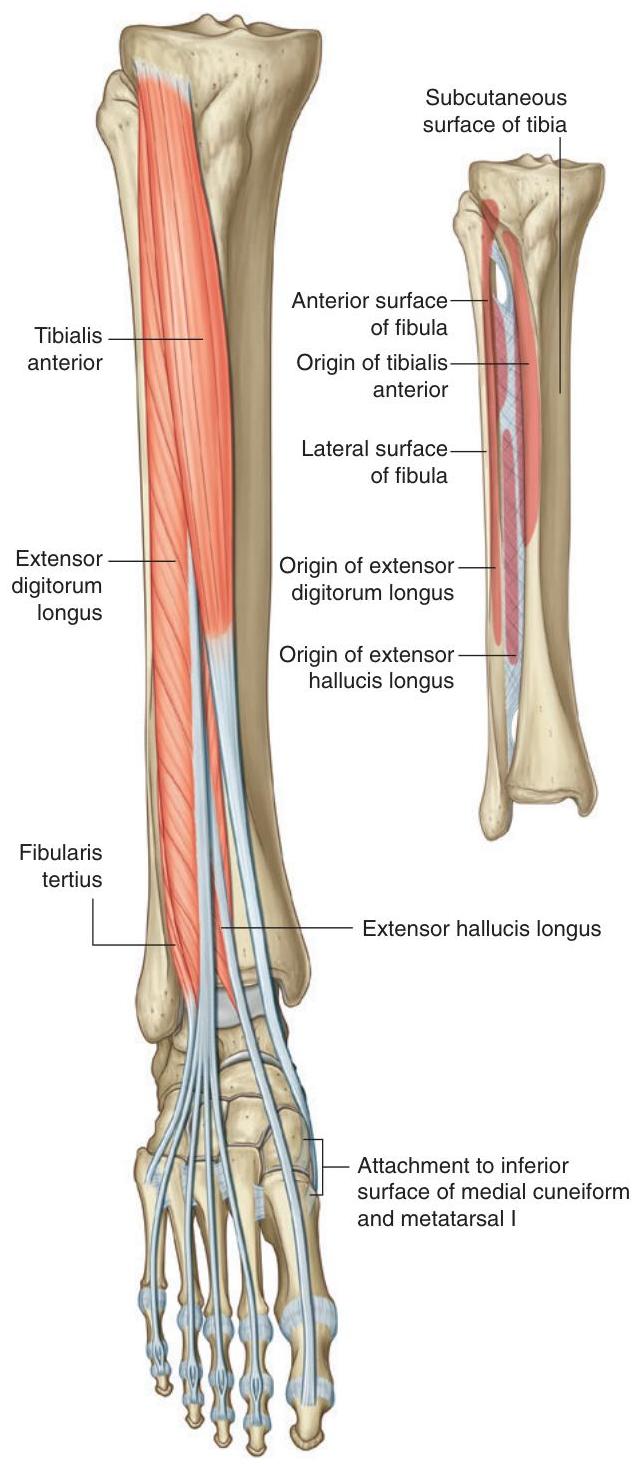 Subcutaneous
surface of tibia
Anterior surface
of fibula
Tibialis
anterior
Origin of tibialis
anterior
Lateral surface
of fibula
Extensor
digitorum
longus
Origin of extensor
digitorum longus
Origin of extensor
hallucis longus
Fibularis
tertius
Extensor hallucis longus
Attachment to inferior
surface of medial cuneiform
and metatarsal I